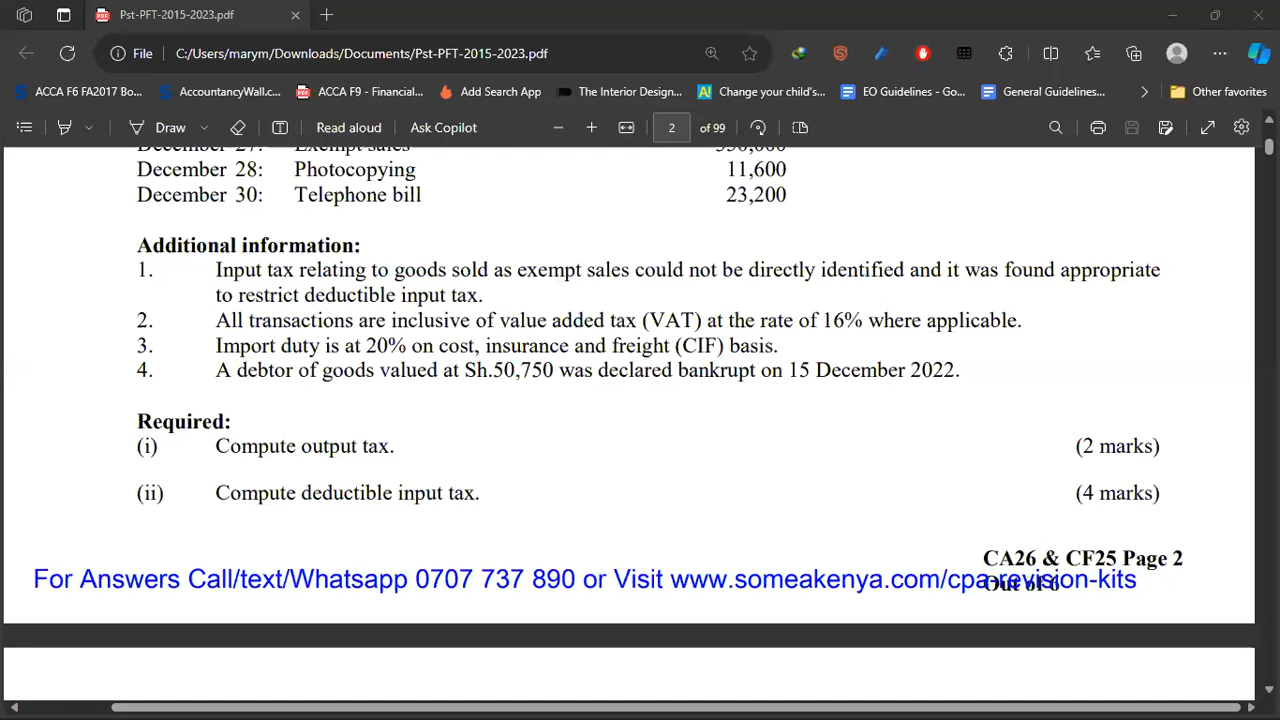 Pst-PFT-2015-2023.pdf
File C:/Users/marym/Downloads/Documents/Pst-PFT-2015-2023.pdf
ACCA F6 FA2017 Bo... AccountancyWall.c... ACCA F9 - Financial... Add Search App The Interior Design... Change your child's... EO Guidelines - Go... General Guidelines... Other favorites
Draw Read aloud Ask Copilot 2 of 99
December 27: Exempt sales 
December 28: Photocopying 11,600
December 30: Telephone bill 23,200
Additional information:
1. Input tax relating to goods sold as exempt sales could not be directly identified and it was found appropriate
to restrict deductible input tax.
2. All transactions are inclusive of value added tax (VAT) at the rate of 16% where applicable.
3. Import duty is at 20% on cost, insurance and freight (CIF) basis.
4. A debtor of goods valued at Sh.50,750 was declared bankrupt on 15 December 2022.
Required:
(i) Compute output tax. (2 marks)
(ii) Compute deductible input tax. (4 marks)
CA26 & CF25 Page 2
Out of 6
For Answers Call/text/Whatsapp 0707 737 890 or Visit www.someakenya.com/cpa-revision-kits